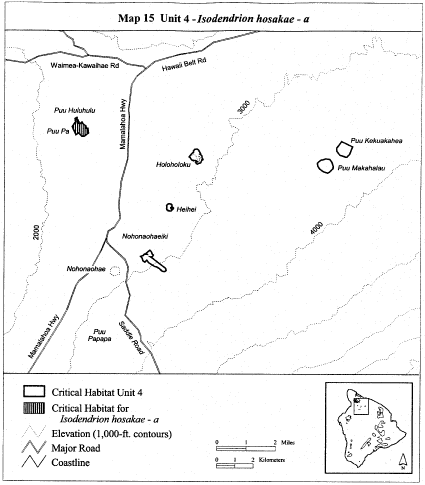 Map 15 Unit 4 - Isodendrion hosakae - a
Waimea-Kawaihae Rd
Hawaii Belt Rd
Mamalahoa Hwy
3000
Puu Huluhulu
Puu Pa
Holoholoku
Puu Kekuakahea
Puu Makahalau
Heihei
2000
4000
Nohonaohaeiki
Nohonaohae
Mamalahoa Hwy
Puu
Papapa
Saddle Road
Critical Habitat Unit 4
Critical Habitat for
Isodendrion hosakae - a
Elevation (1,000-ft. contours)
Major Road
Coastline
0 1 2 Miles
0 1 2 Kilometers
N